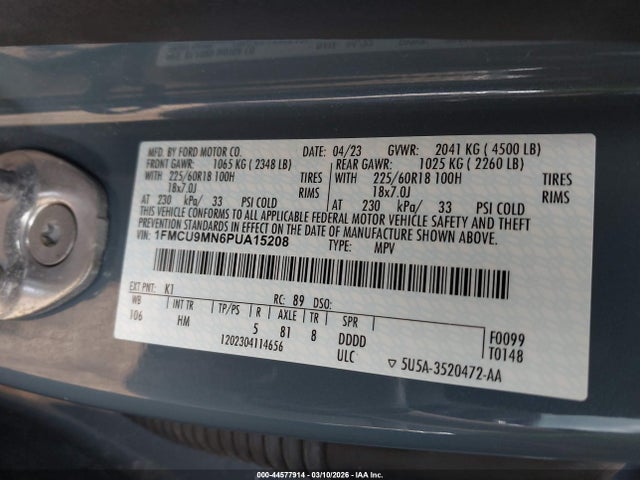 MFD. BY FORD MOTOR CO. 04/23 GVWR: 2041 KG ( 4500 LB)
FRONT GAWR: 1065 KG ( 2348 LB) REAR GAWR: 1025 KG ( 2260 LB)
WITH 225/60R18 100H TIRES WITH 225/60R18 100H TIRES
18x7.0J RIMS 18x7.0J RIMS
AT 230 kPa/ 33 PSI COLD AT 230 kPa/ 33 PSI COLD
THIS VEHICLE CONFORMS TO ALL APPLICABLE FEDERAL MOTOR VEHICLE SAFETY AND THEFT
PREVENTION STANDARDS IN EFFECT ON THE DATE OF MANUFACTURE SHOWN ABOVE.
VIN: 1FMCU9MN6PUA15208 TYPE: MPV
EXT PNT: K1 RC: 89 DSO:
WB INT TR TP/PS R AXLE TR SPR
106 HM 5 81 8 DDDD F0099
1202304114656 ULC T0148
5U5A-3520472-AA
000-44577914 | 03/10/2026 - IAAI Inc.